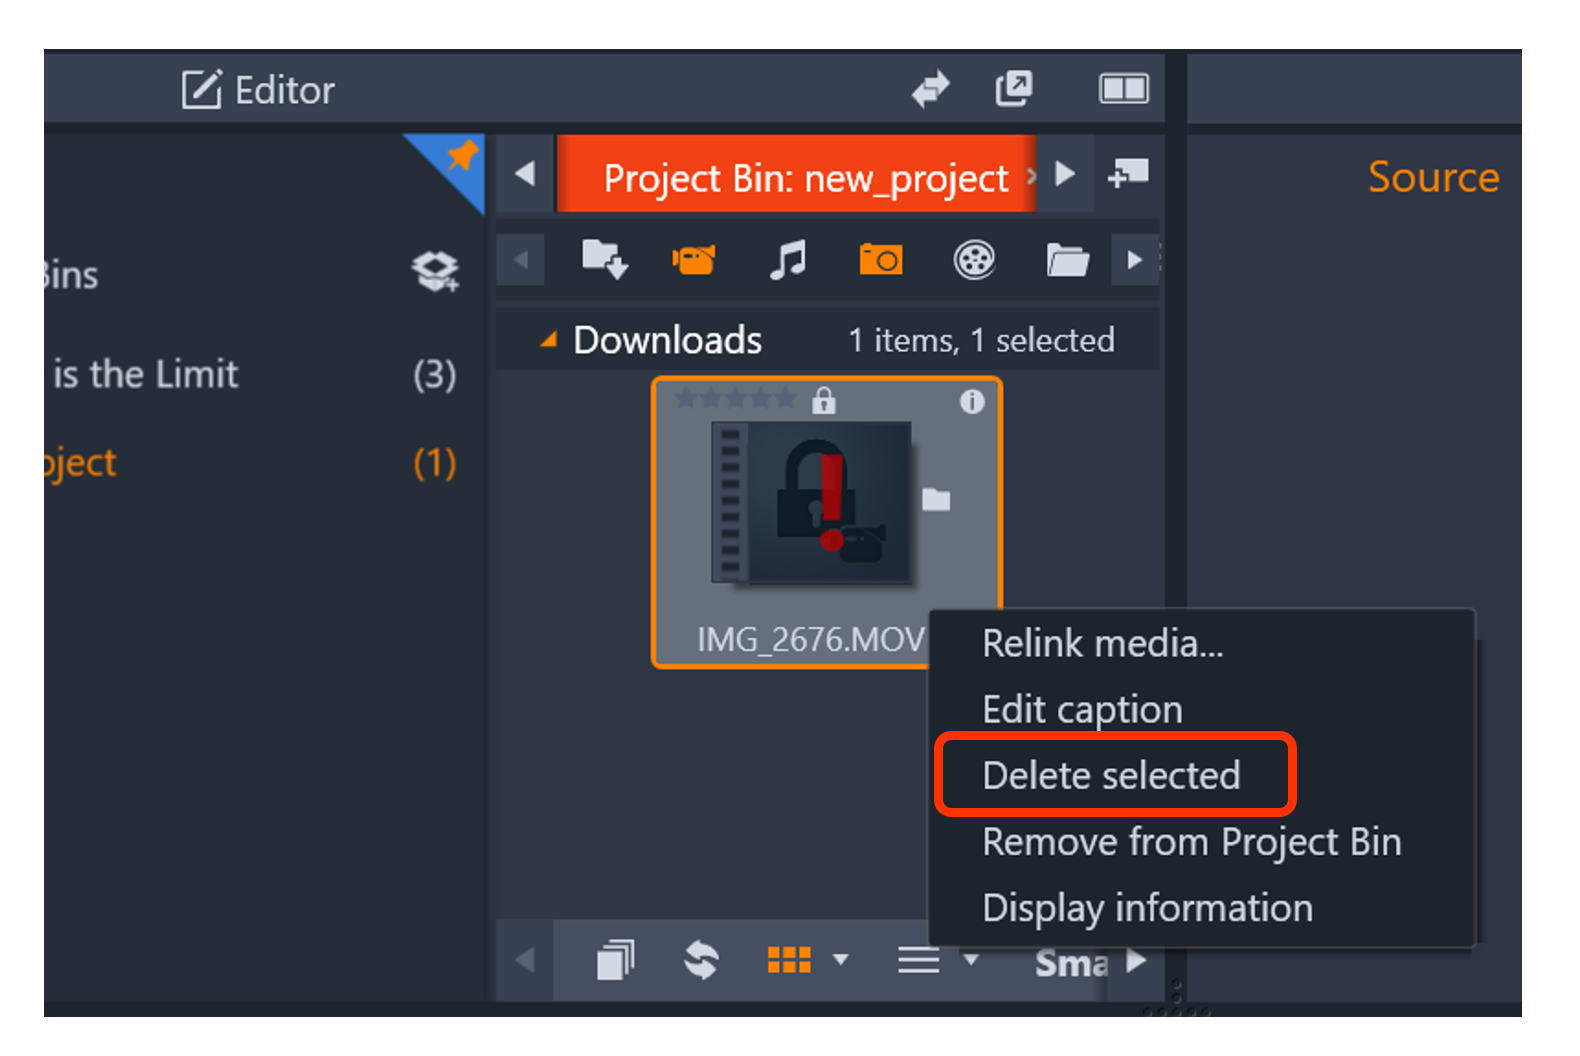 Editor
Project Bin: new_project
Source
Bins
Downloads 1 items, 1 selected
is the Limit (3)
oject (1)
IMG_2676.MOV
Relink media...
Edit caption
Delete selected
Remove from Project Bin
Display information
Sma